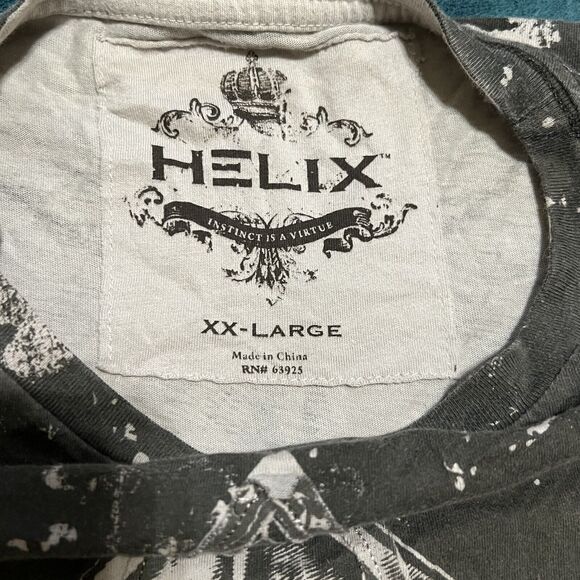 HELIX™
INSTINCT IS A VIRTUE
XX-LARGE
Made in China
RN# 63925